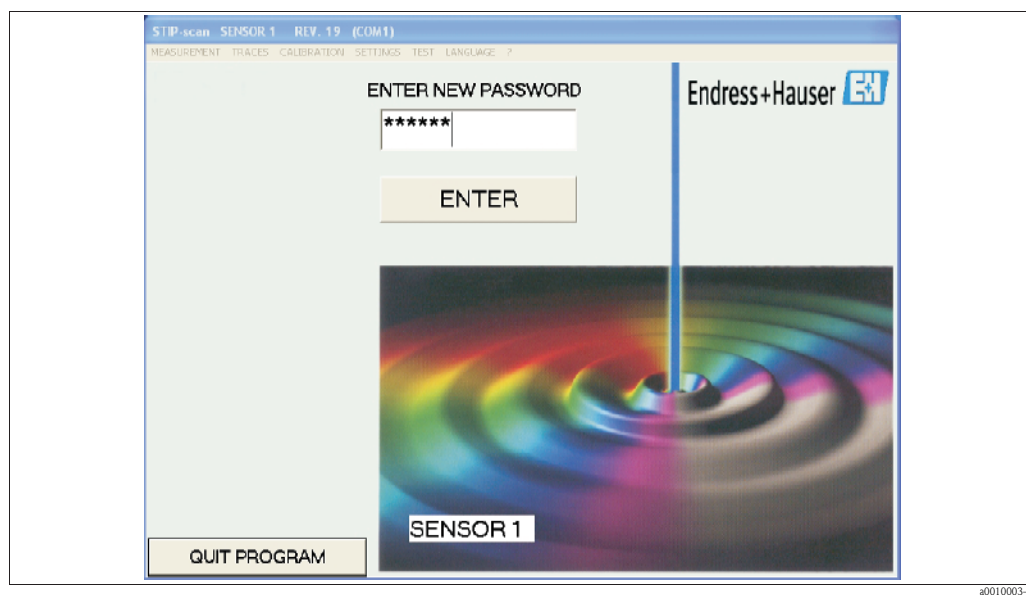 STIP-scan SENSOR 1 REV. 19 (COM1)
MEASUREMENT TRACES CALIBRATION SETTINGS TEST LANGUAGE ?
ENTER NEW PASSWORD
Endress+Hauser EH
******
ENTER
SENSOR 1
QUIT PROGRAM
a0010003-